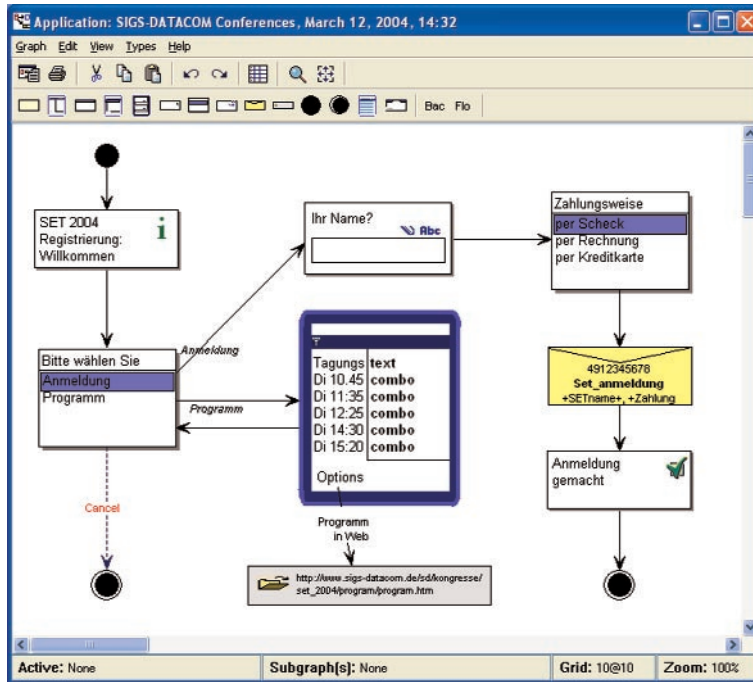 Application: SIGS-DATACOM Conferences, March 12, 2004, 14:32
Graph Edit View Types Help
Bac Flo
SET 2004
Registrierung:
Willkommen
i
Ihr Name?
Abc
Zahlungsweise
per Scheck
per Rechnung
per Kreditkarte
Bitte wählen Sie
Anmeldung
Programm
Anmeldung
Programm
Tagungs text
Di 10.45 combo
Di 11:35 combo
Di 12:25 combo
Di 14:30 combo
Di 15:20 combo
Options
4912345678
Set_anmeldung
+SETname+, +Zahlung
Anmeldung
gemacht
Cancel
Programm
in Web
http://www.sigs-datacom.de/sd/kongresse/
set_2004/program/program.htm
Active: None
Subgraph(s): None
Grid: 10@10
Zoom: 100%